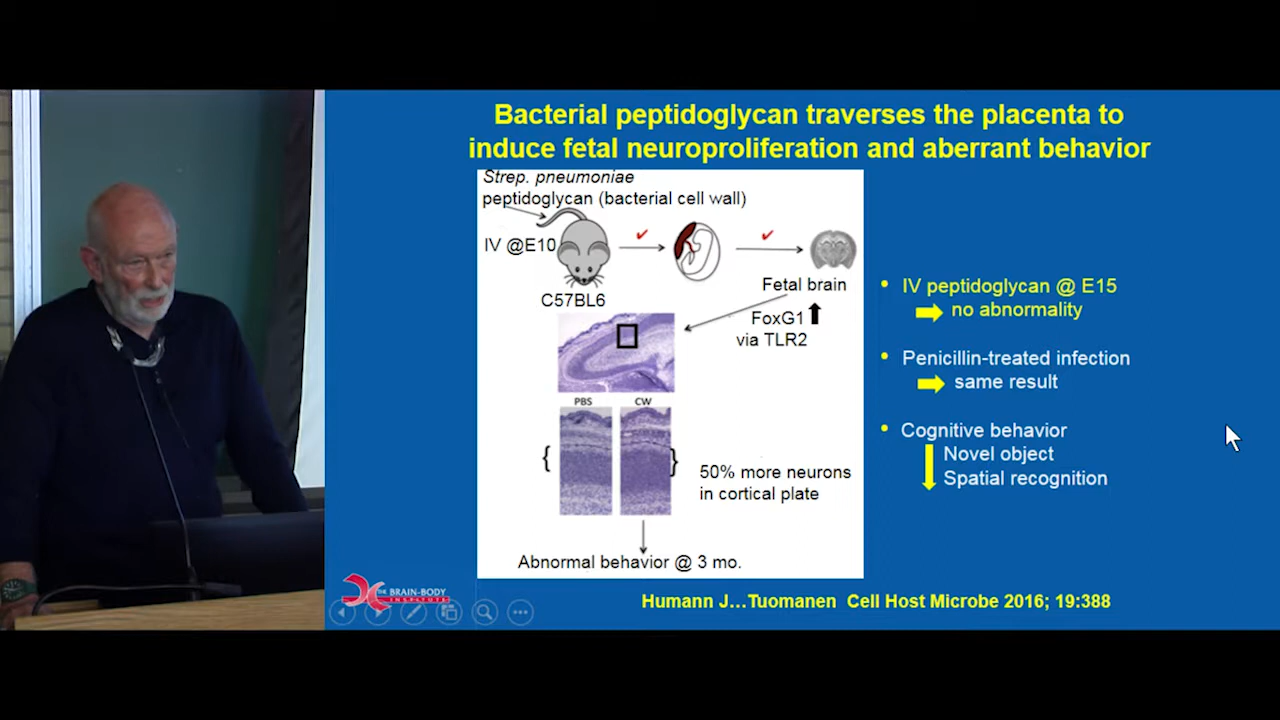 Bacterial peptidoglycan traverses the placenta to
induce fetal neuroproliferation and aberrant behavior
Strep. pneumoniae
peptidoglycan (bacterial cell wall)
IV @E10
C57BL6
Fetal brain
FoxG1
via TLR2
PBS CW
{ }
50% more neurons
in cortical plate
Abnormal behavior @ 3 mo.
• IV peptidoglycan @ E15
no abnormality
• Penicillin-treated infection
same result
• Cognitive behavior
Novel object
Spatial recognition
THE BRAIN-BODY
INSTITUTE
Humann J...Tuomanen Cell Host Microbe 2016; 19:388